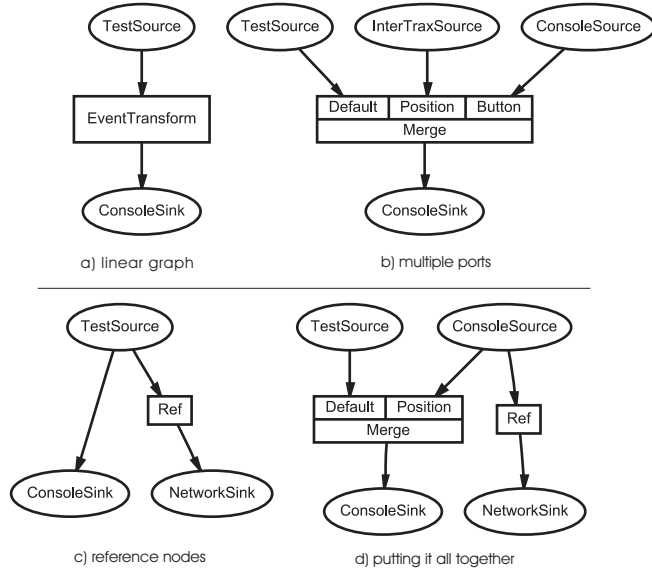 TestSource
EventTransform
ConsoleSink
a) linear graph
TestSource InterTraxSource ConsoleSource
Default Position Button
Merge
ConsoleSink
b) multiple ports
TestSource
Ref
ConsoleSink NetworkSink
c) reference nodes
TestSource ConsoleSource
Default Position
Merge
Ref
ConsoleSink NetworkSink
d) putting it all together